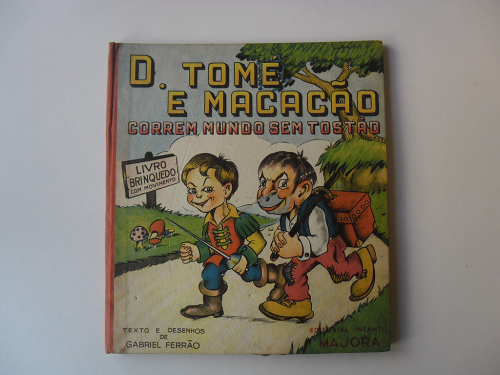 D. TOMÉ
E MACACÃO
CORREM MUNDO SEM TOSTÃO
LIVRO
BRINQUEDO
COM MOVIMENTO
TEXTO E DESENHOS
DE
GABRIEL FERRÃO
EDITORIAL INFANTIL
MAJORA